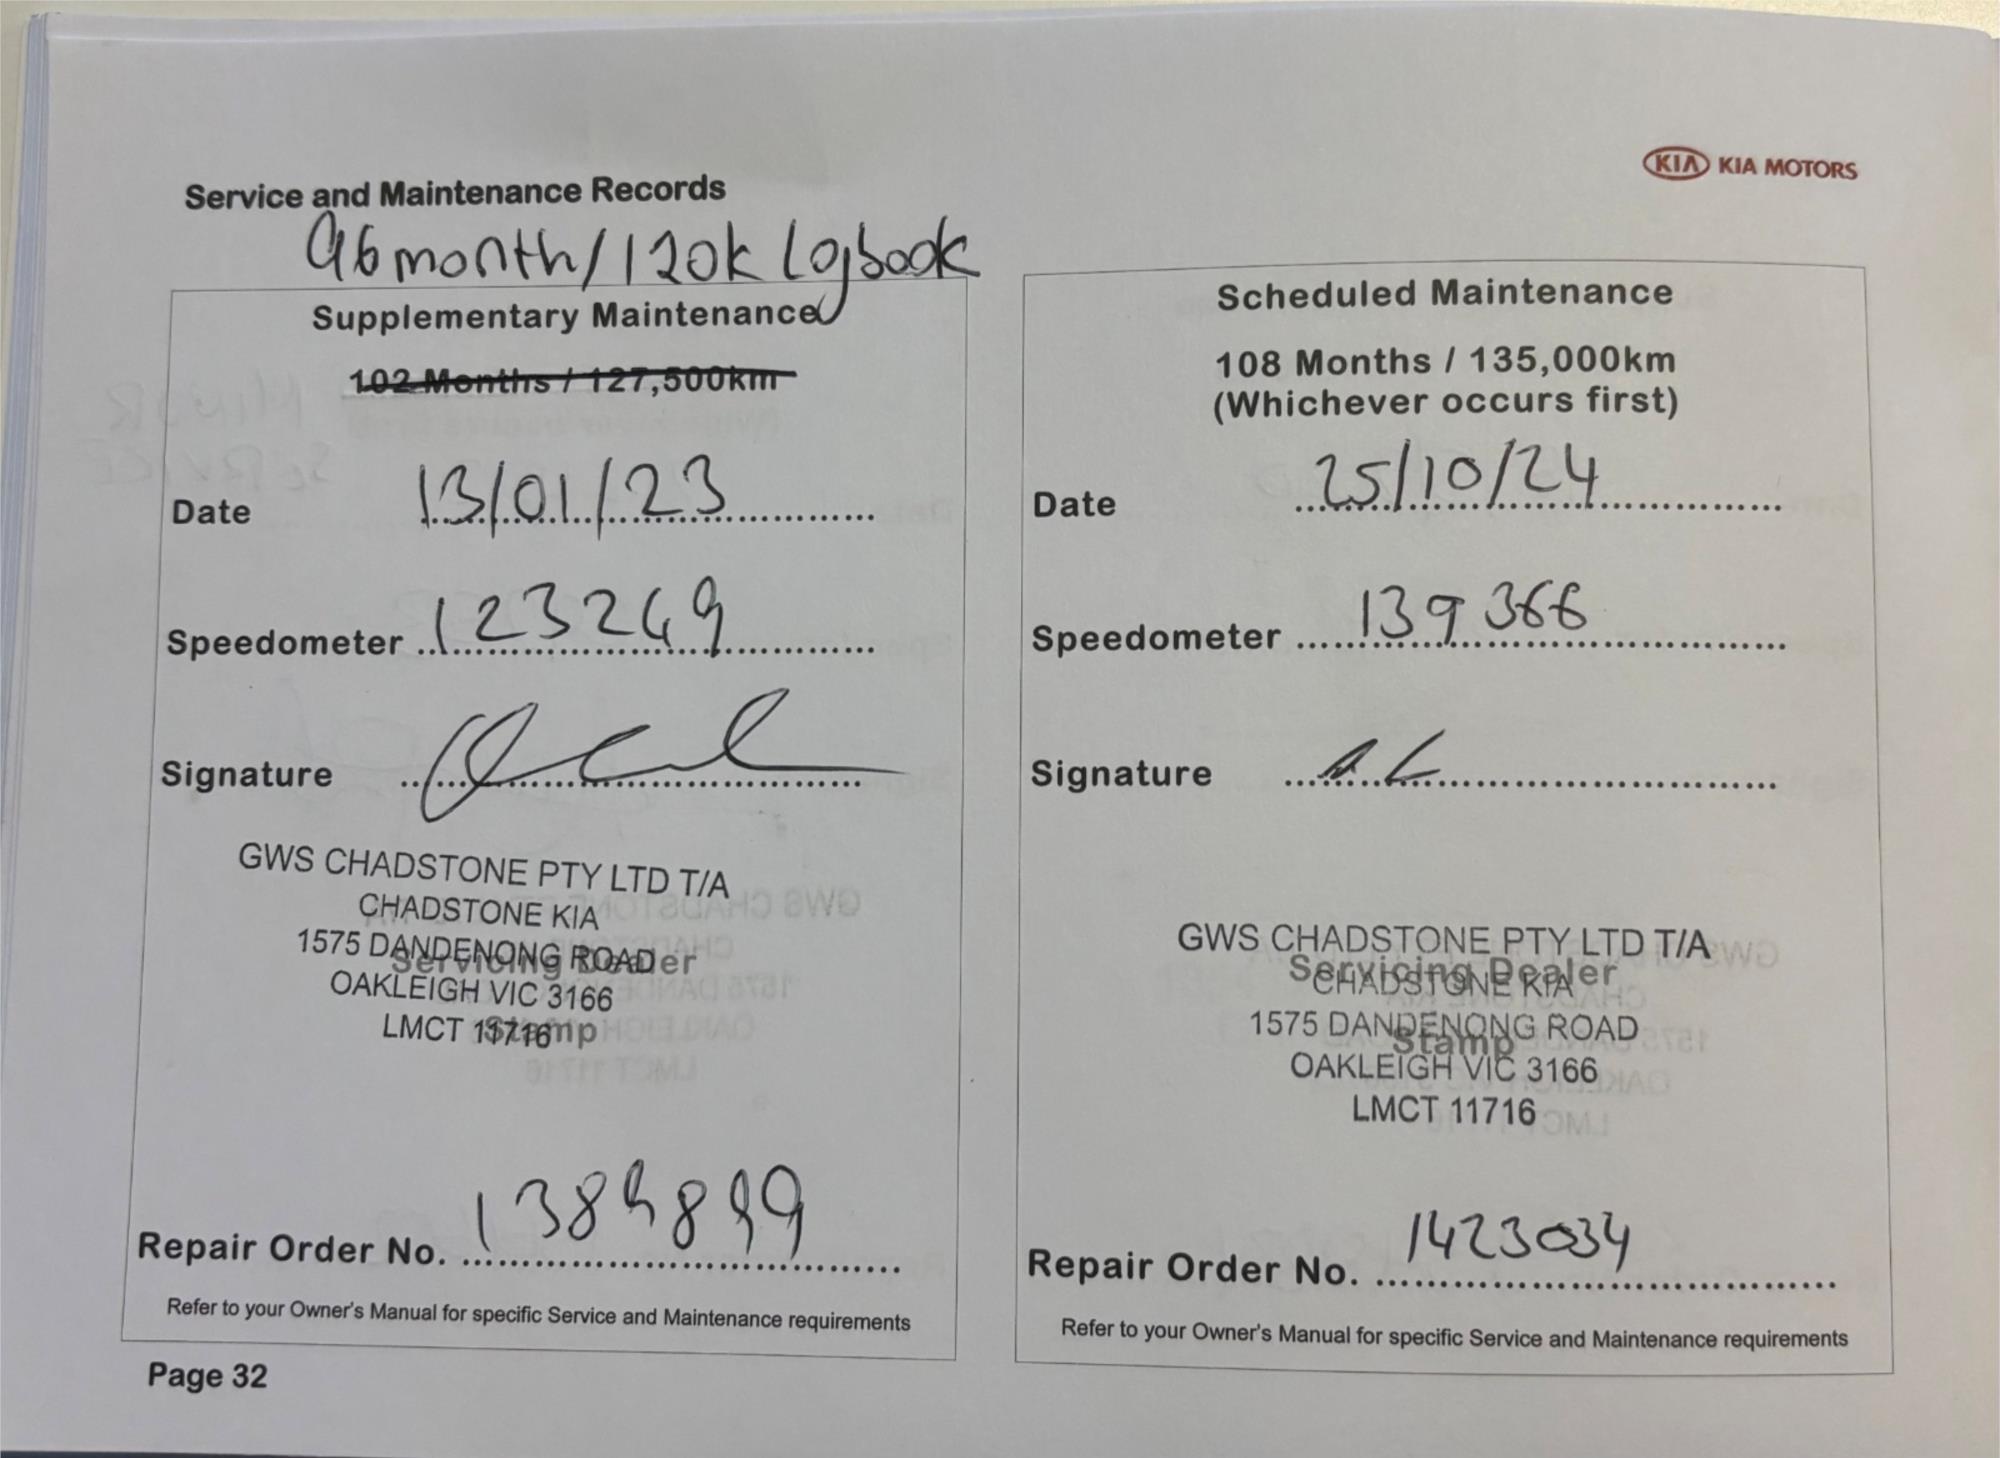 KIA KIA MOTORS
Service and Maintenance Records
96 month/120k Logbook
Supplementary Maintenance
102 Months / 127,500km
Date 13/01/23
Speedometer 123249
Signature
GWS CHADSTONE PTY LTD T/A
CHADSTONE KIA
1575 DANDENONG ROAD
Servicing Dealer
OAKLEIGH VIC 3166
LMCT 11716
Stamp
Repair Order No.
Refer to your Owner's Manual for specific Service and Maintenance requirements
Page 32
Scheduled Maintenance
108 Months / 135,000km
(Whichever occurs first)
Date 25/10/24
Speedometer 139366
Signature
GWS CHADSTONE PTY LTD T/A
Servicing Dealer
CHADSTONE KIA
1575 DANDENONG ROAD
Stamp
OAKLEIGH VIC 3166
LMCT 11716
Repair Order No. 1423034
Refer to your Owner's Manual for specific Service and Maintenance requirements